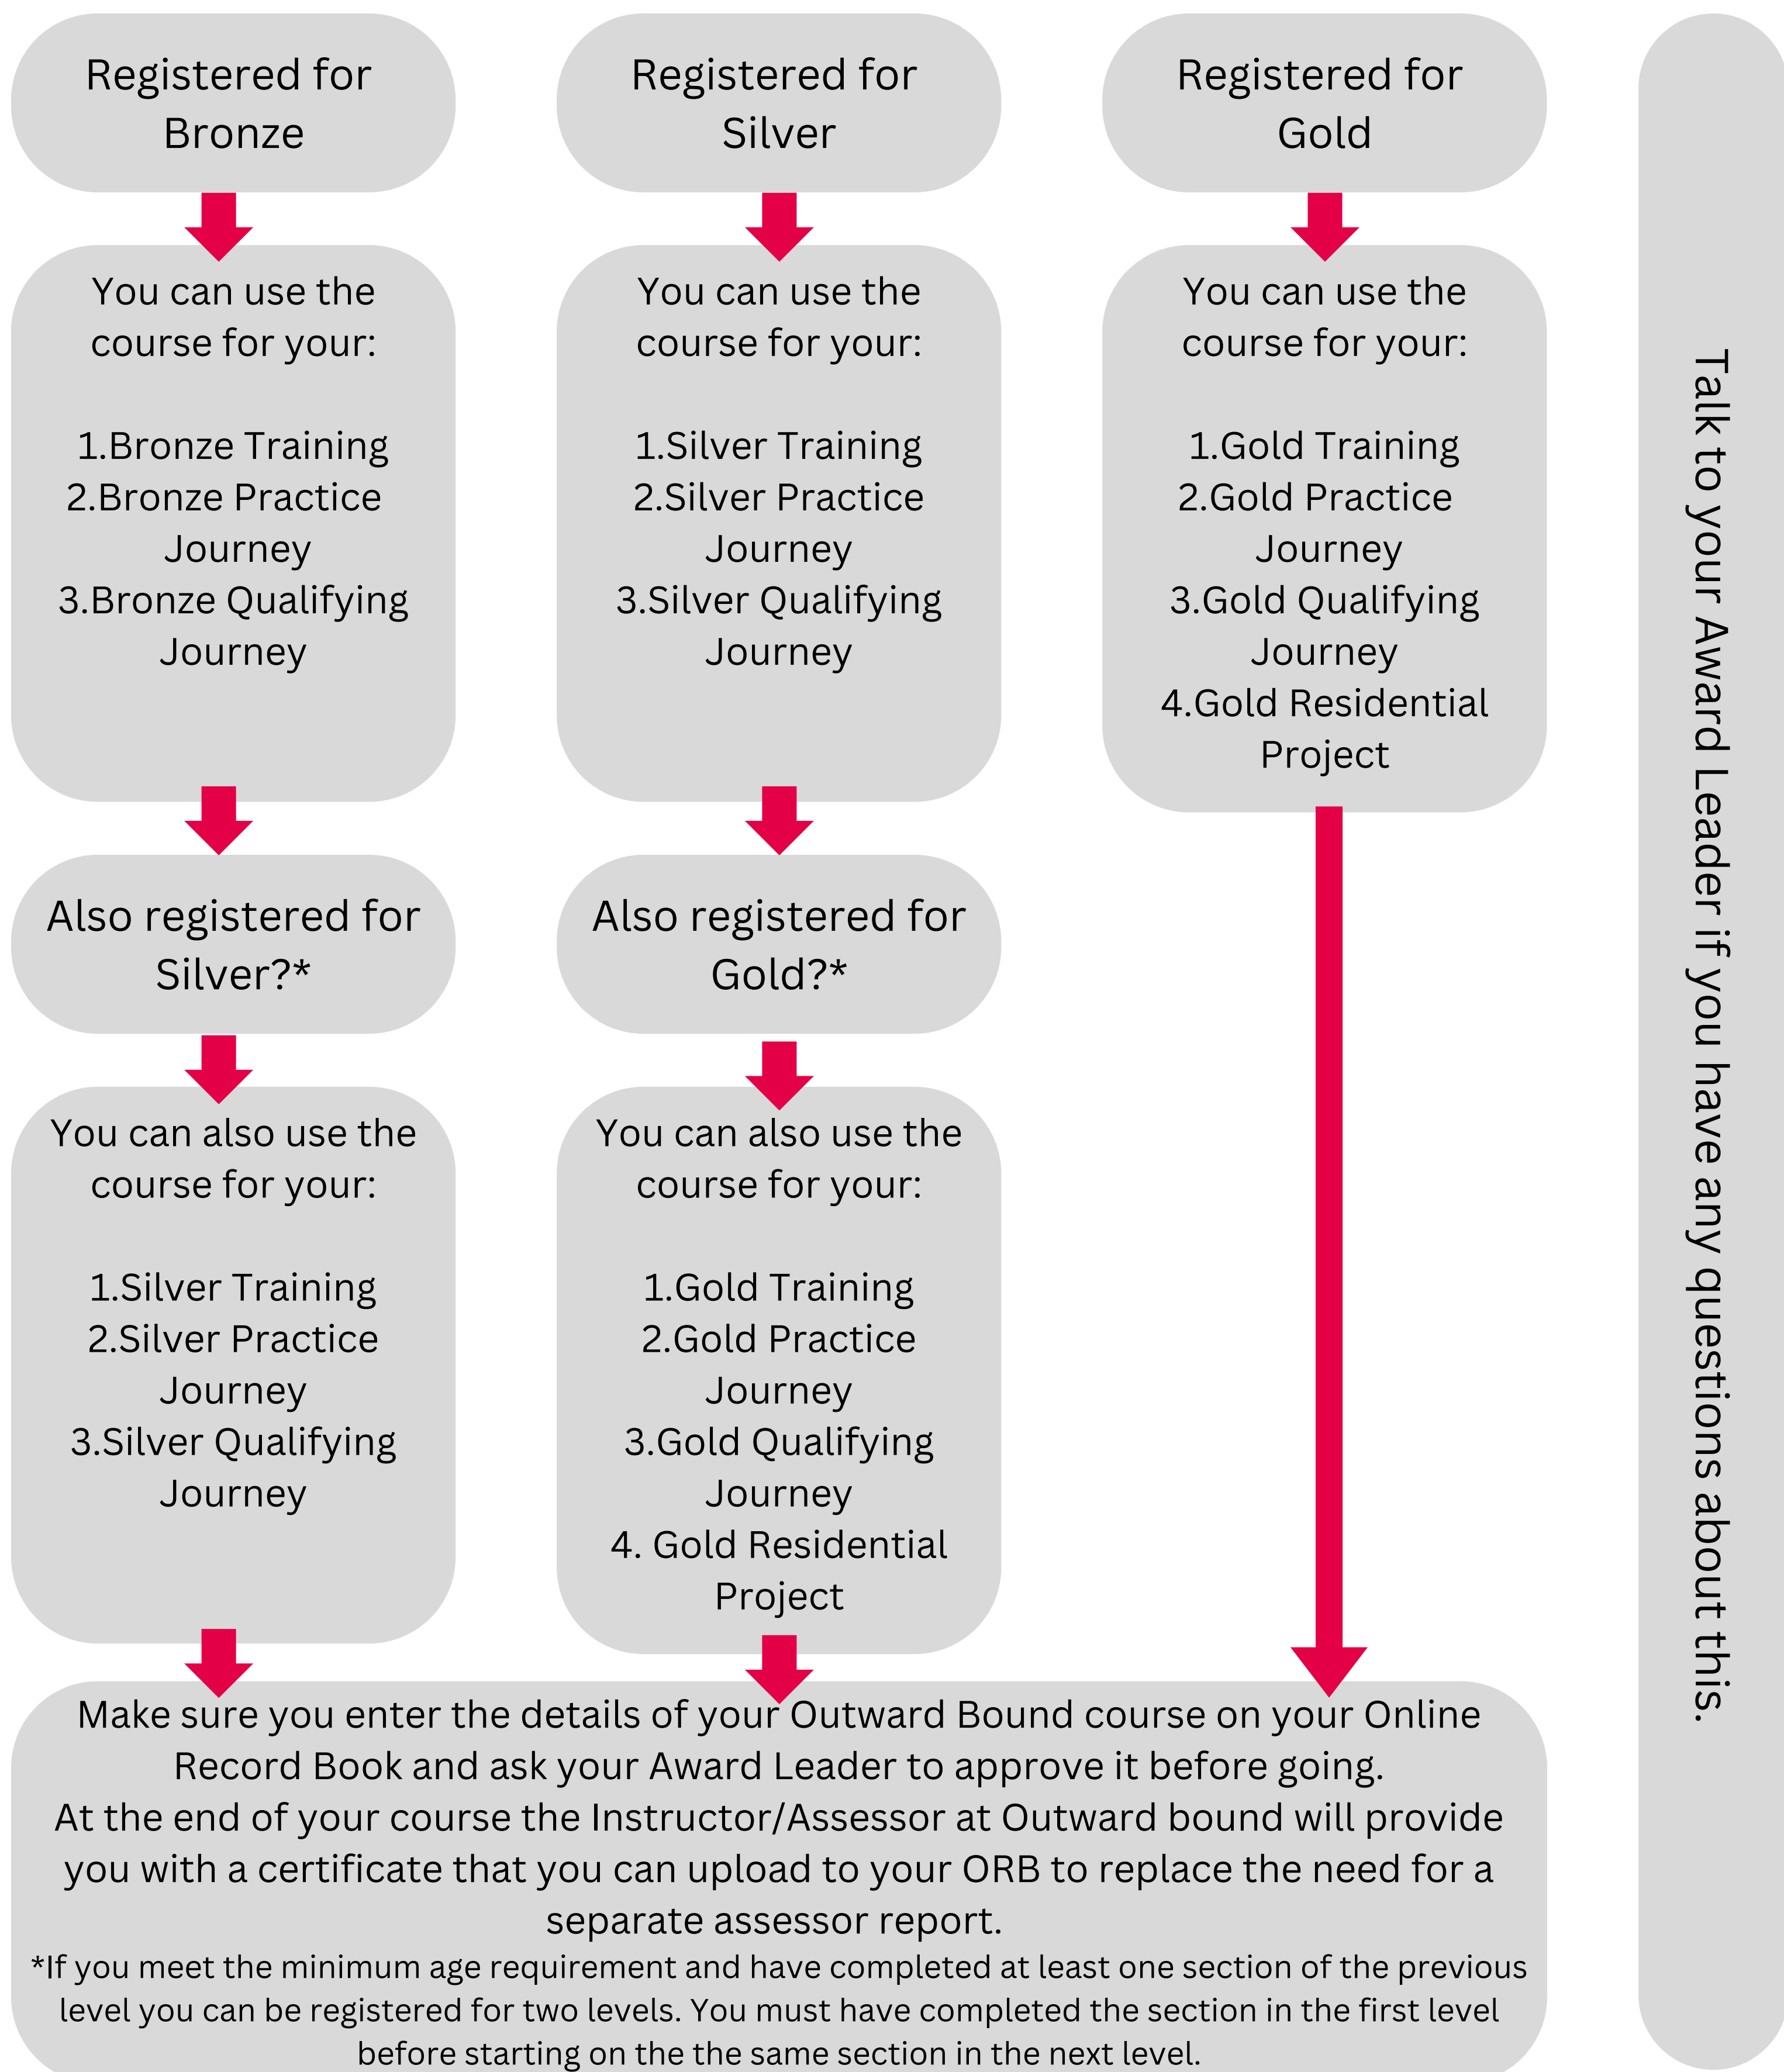 Registered for
Bronze
You can use the
course for your:
1.Bronze Training
2.Bronze Practice
Journey
3.Bronze Qualifying
Journey
Also registered for
Silver?*
You can also use the
course for your:
1.Silver Training
2.Silver Practice
Journey
3.Silver Qualifying
Journey
Registered for
Silver
You can use the
course for your:
1.Silver Training
2.Silver Practice
Journey
3.Silver Qualifying
Journey
Also registered for
Gold?*
You can also use the
course for your:
1.Gold Training
2.Gold Practice
Journey
3.Gold Qualifying
Journey
4. Gold Residential
Project
Registered for
Gold
You can use the
course for your:
1.Gold Training
2.Gold Practice
Journey
3.Gold Qualifying
Journey
4.Gold Residential
Project
Make sure you enter the details of your Outward Bound course on your Online
Record Book and ask your Award Leader to approve it before going.
At the end of your course the Instructor/Assessor at Outward bound will provide
you with a certificate that you can upload to your ORB to replace the need for a
separate assessor report.
*If you meet the minimum age requirement and have completed at least one section of the previous
level you can be registered for two levels. You must have completed the section in the first level
before starting on the the same section in the next level.
Talk to your Award Leader if you have any questions about this.